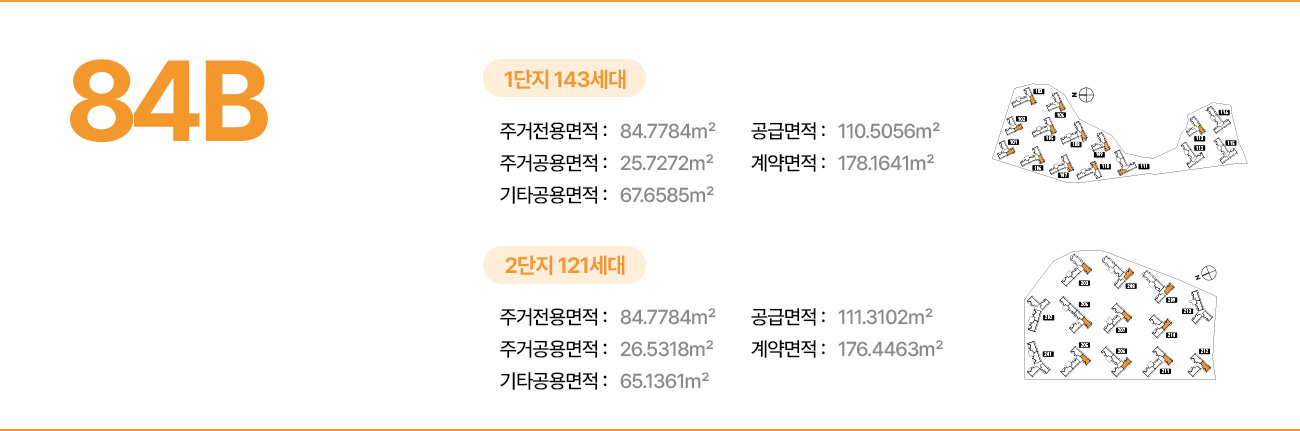 84B
1단지 143세대
주거전용면적 : 84.7784m² 공급면적 : 110.5056m²
주거공용면적 : 25.7272m² 계약면적 : 178.1641m²
기타공용면적 : 67.6585m²
2단지 121세대
주거전용면적 : 84.7784m² 공급면적 : 111.3102m²
주거공용면적 : 26.5318m² 계약면적 : 176.4463m²
기타공용면적 : 65.1361m²